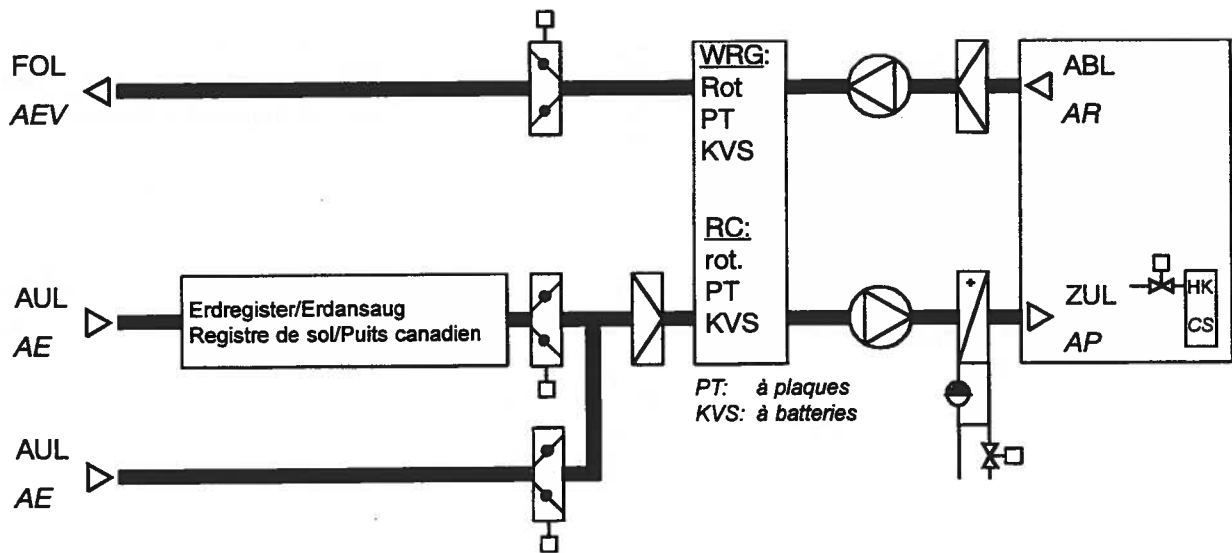 FOL
AEV
WRG:
Rot
PT
KVS
ABL
AR
RC:
rot.
PT
KVS
AUL
AE
Erdregister/Erdansaug
Registre de sol/Puits canadien
+
ZUL
AP
HK
CS
PT: à plaques
KVS: à batteries
AUL
AE